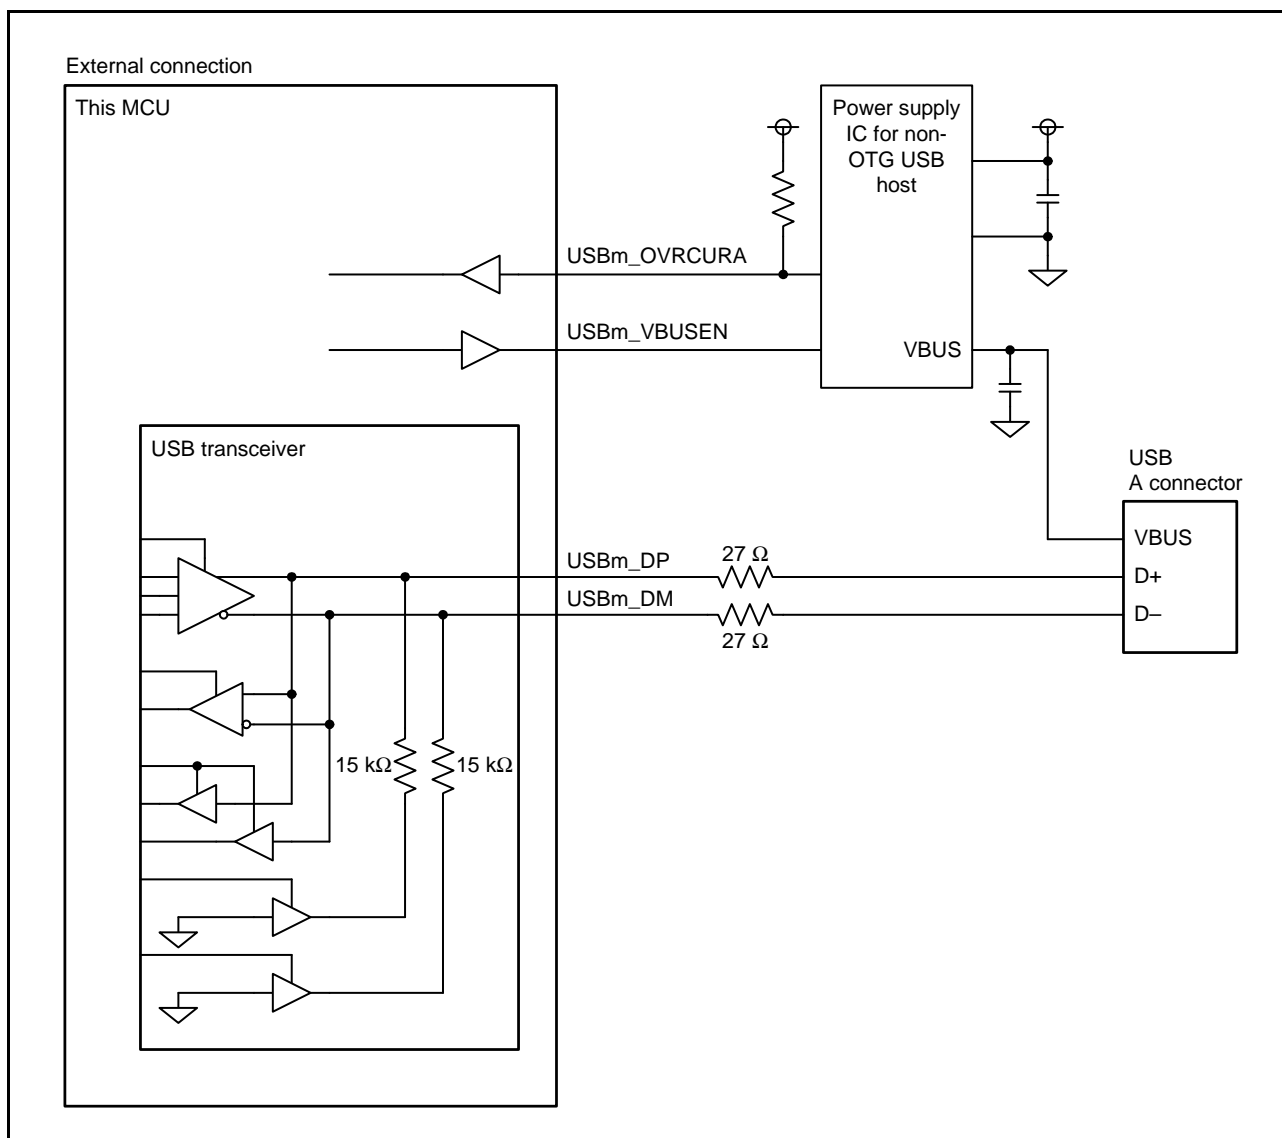 External connection
This MCU
Power supply
IC for non-
OTG USB
host
USBm_OVRCURA
USBm_VBUSEN
VBUS
USB transceiver
USB
A connector
VBUS
USBm_DP
27 Ω
D+
USBm_DM
27 Ω
D–
15 kΩ
15 kΩ